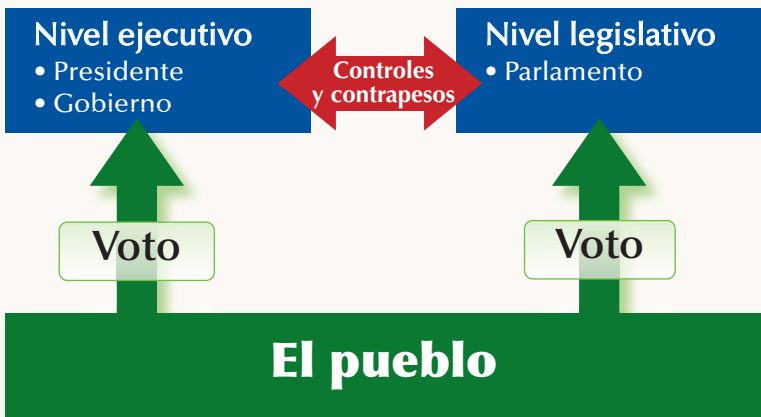 Nivel ejecutivo
• Presidente
• Gobierno
Controles
y contrapesos
Nivel legislativo
• Parlamento
Voto
Voto
El pueblo